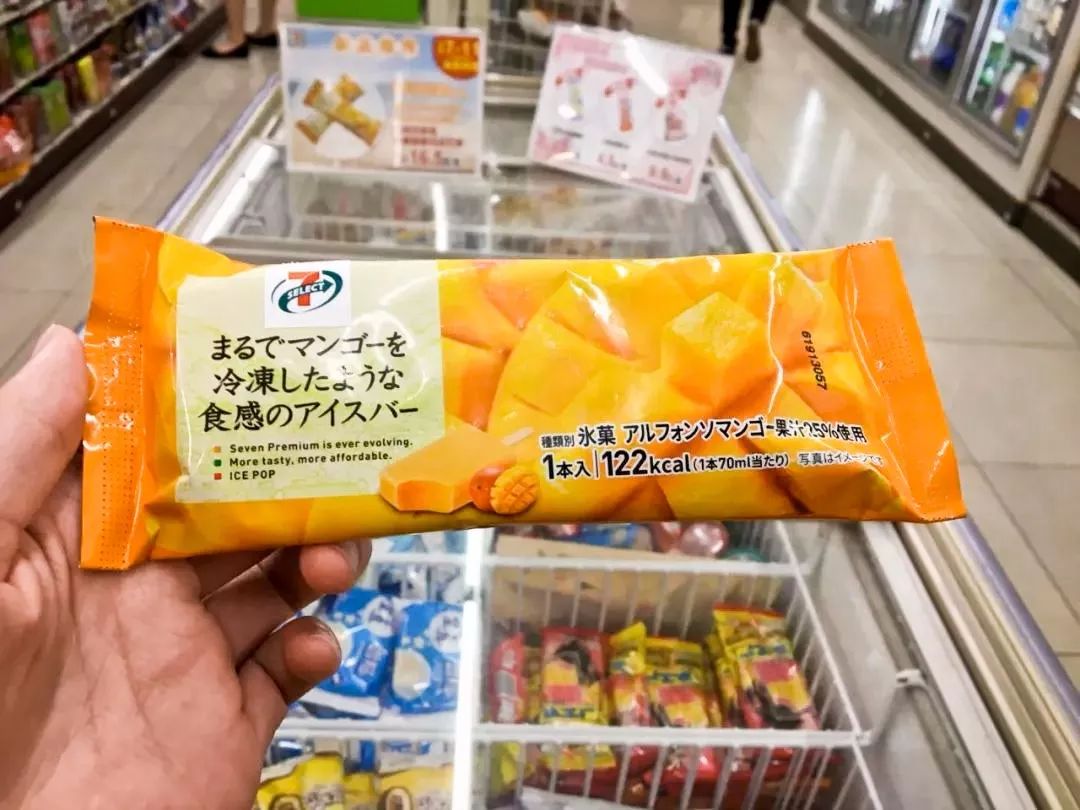 7
SELECT
まるでマンゴーを
冷凍したような
食感のアイスバー
Seven Premium is ever evolving.
More tasty, more affordable.
ICE POP
種類別 氷菓 アルフォンソマンゴー果汁25%使用
1本入 122kcal(1本70ml当たり) 写真はイメージです
61913057